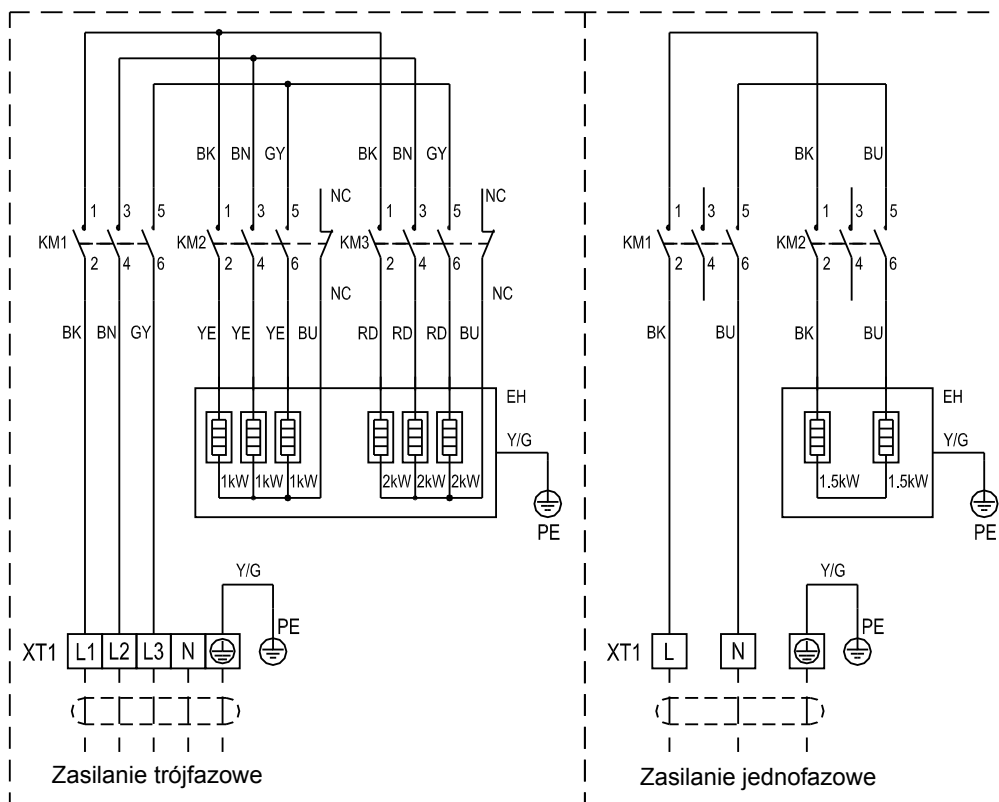 BK BN GY BK BN GY BK BU
NC NC
1 3 5 1 3 5 1 3 5 1 3 5 1 3 5
KM1 KM2 KM3 KM1 KM2
2 4 6 2 4 6 2 4 6 2 4 6 2 4 6
NC NC
BK BN GY YE YE YE BU RD RD RD BU BK BU BK BU
EH EH
Y/G Y/G
1kW 1kW 1kW 2kW 2kW 2kW 1.5kW 1.5kW
PE PE
Y/G Y/G
PE PE
XT1 L1 L2 L3 N XT1 L N
Zasilanie trójfazowe Zasilanie jednofazowe